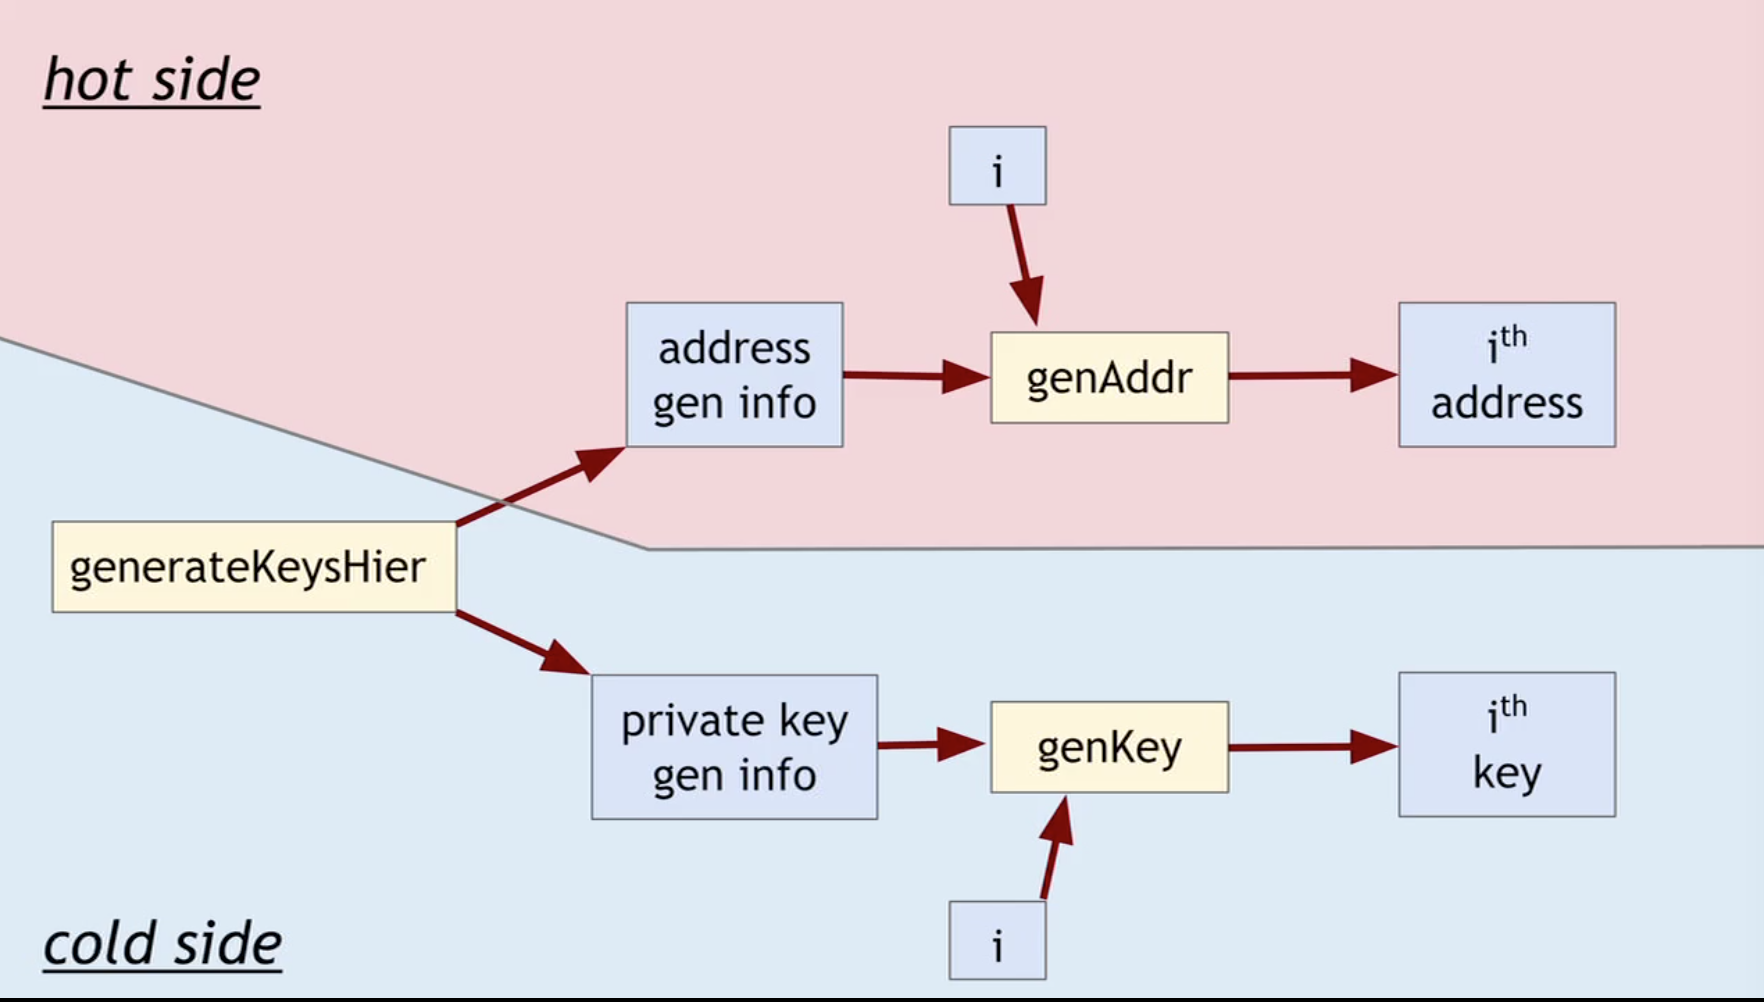 hot side
i
address
gen info
genAddr
iᵗʰ
address
generateKeysHier
private key
gen info
genKey
iᵗʰ
key
i
cold side